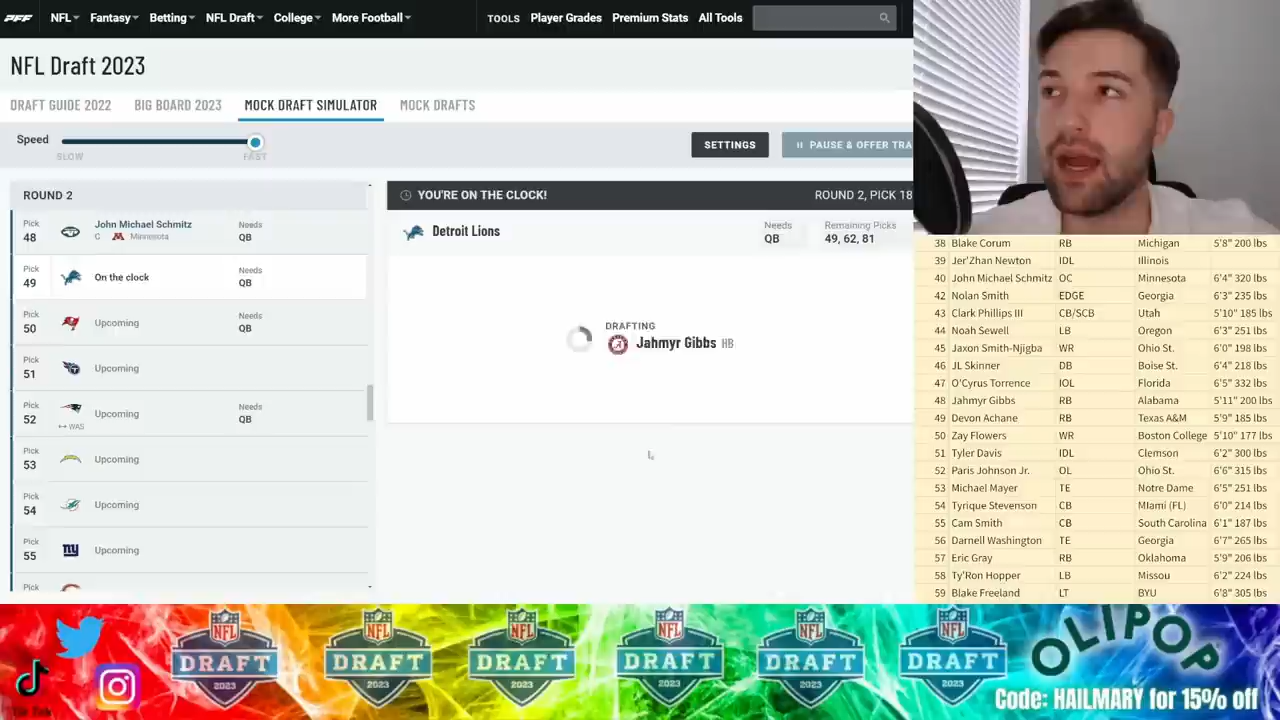 PFF NFL Fantasy Betting NFL Draft College More Football TOOLS Player Grades Premium Stats All Tools
NFL Draft 2023
DRAFT GUIDE 2022 BIG BOARD 2023 MOCK DRAFT SIMULATOR MOCK DRAFTS
Speed
SLOW FAST
SETTINGS
PAUSE & OFFER TRA
ROUND 2
Pick 48 John Michael Schmitz Needs
C Minnesota QB
Pick 49 On the clock Needs QB
Pick 50 Upcoming Needs QB
Pick 51 Upcoming
Pick 52 Upcoming Needs QB
WAS
Pick 53 Upcoming
Pick 54 Upcoming
Pick 55 Upcoming
Pick
YOU'RE ON THE CLOCK! ROUND 2, PICK 18
Detroit Lions Needs QB Remaining Picks 49, 62, 81
DRAFTING
Jahmyr Gibbs HB
38 Blake Corum RB Michigan 5'8" 200 lbs
39 Jer'Zhan Newton IDL Illinois
40 John Michael Schmitz OC Minnesota 6'4" 320 lbs
42 Nolan Smith EDGE Georgia 6'3" 235 lbs
43 Clark Phillips III CB/SCB Utah 5'10" 185 lbs
44 Noah Sewell LB Oregon 6'3" 251 lbs
45 Jaxon Smith-Njigba WR Ohio St. 6'0" 198 lbs
46 JL Skinner DB Boise St. 6'4" 218 lbs
47 O'Cyrus Torrence IOL Florida 6'5" 332 lbs
48 Jahmyr Gibbs RB Alabama 5'11" 200 lbs
49 Devon Achane RB Texas A&M 5'9" 185 lbs
50 Zay Flowers WR Boston College 5'10" 177 lbs
51 Tyler Davis IDL Clemson 6'2" 300 lbs
52 Paris Johnson Jr. OL Ohio St. 6'6" 315 lbs
53 Michael Mayer TE Notre Dame 6'5" 251 lbs
54 Tyrique Stevenson CB MIami (FL) 6'0" 214 lbs
55 Cam Smith CB South Carolina 6'1" 187 lbs
56 Darnell Washington TE Georgia 6'7" 265 lbs
57 Eric Gray RB Oklahoma 5'9" 206 lbs
58 Ty'Ron Hopper LB Missou 6'2" 224 lbs
59 Blake Freeland LT BYU 6'8" 305 lbs
NFL DRAFT 2023
NFL DRAFT 2023
NFL DRAFT 2023
NFL DRAFT 2023
NFL DRAFT 2023
NFL DRAFT 2023
OLIPOP
Code: HAILMARY for 15% off